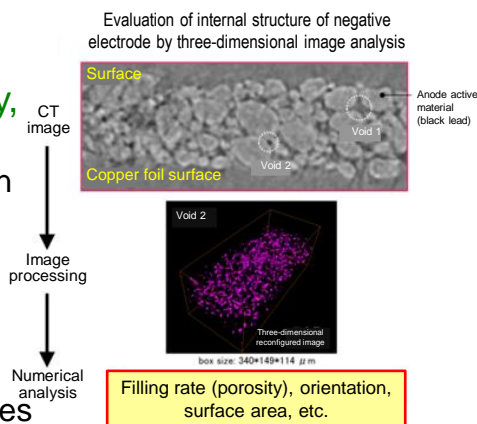 Evaluation of internal structure of negative
electrode by three-dimensional image analysis
y,
CT
image
n
Surface
Anode active
material
(black lead)
Void 1
Void 2
Copper foil surface
Image
processing
Void 2
Three-dimensional
reconfigured image
box size: 340*149*114 μm
Numerical
analysis
es
Filling rate (porosity), orientation,
surface area, etc.